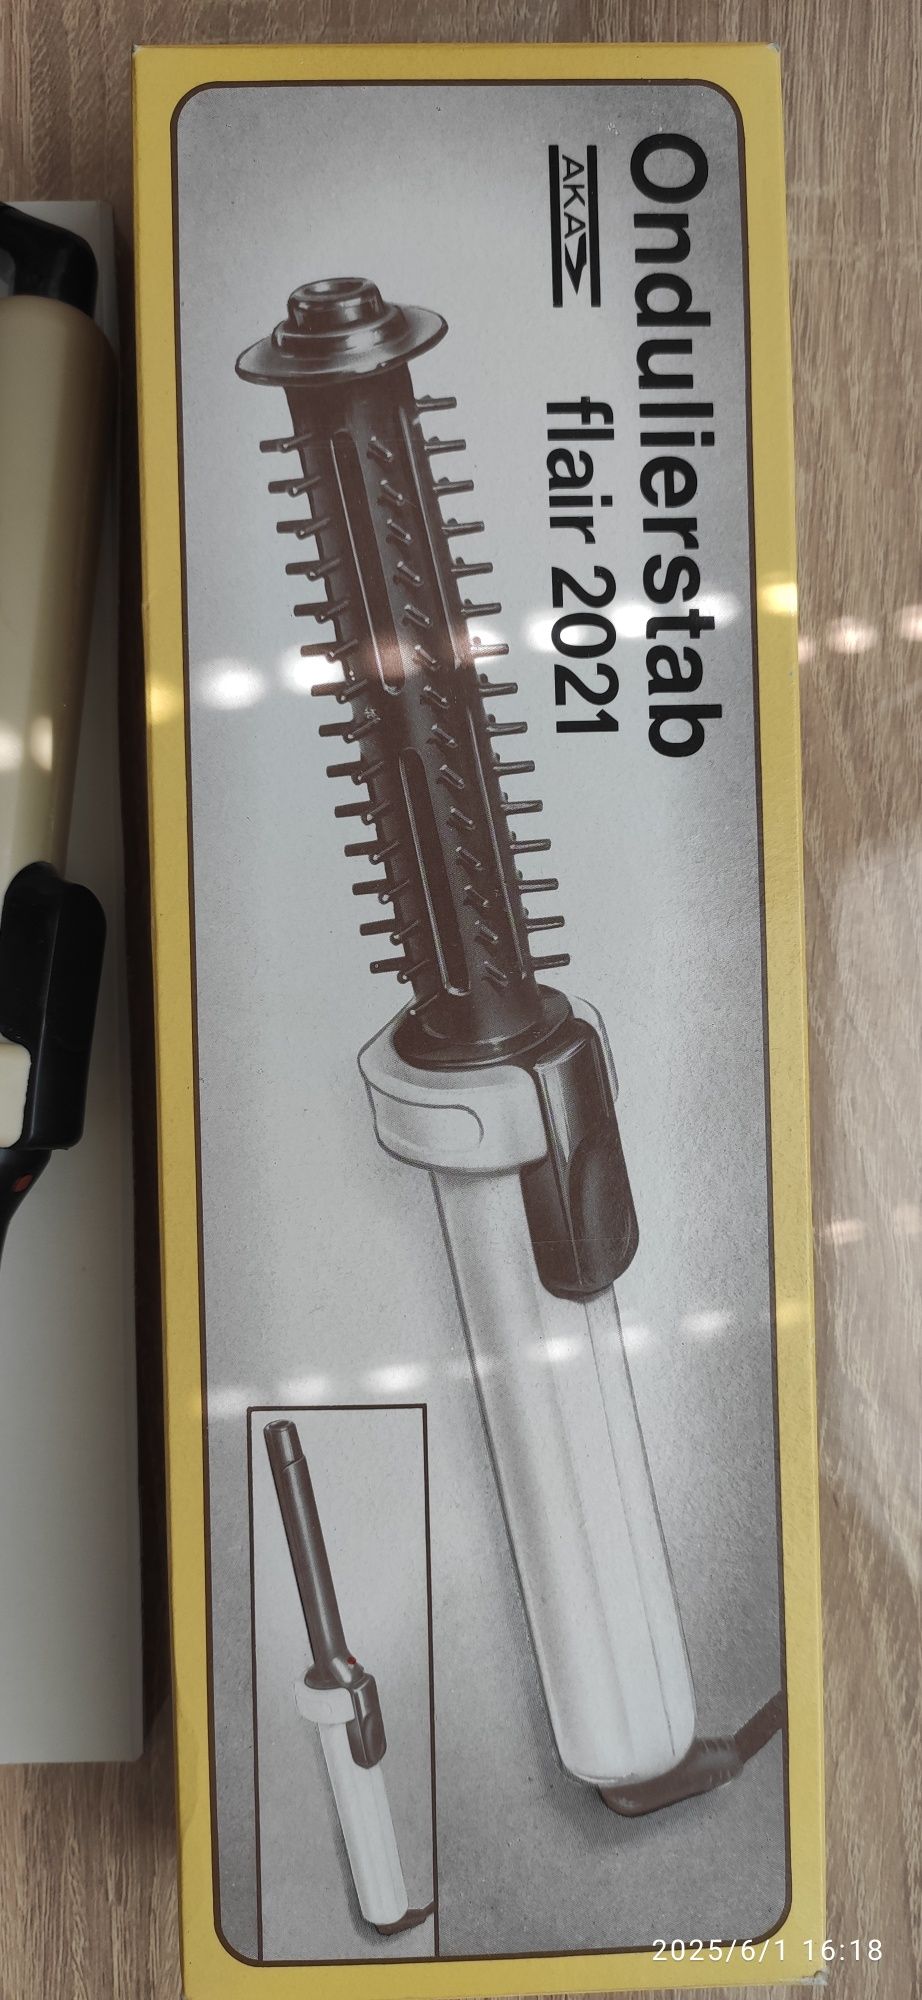 Ondulierstab
AKA
flair 2021
2025/6/1 16:18